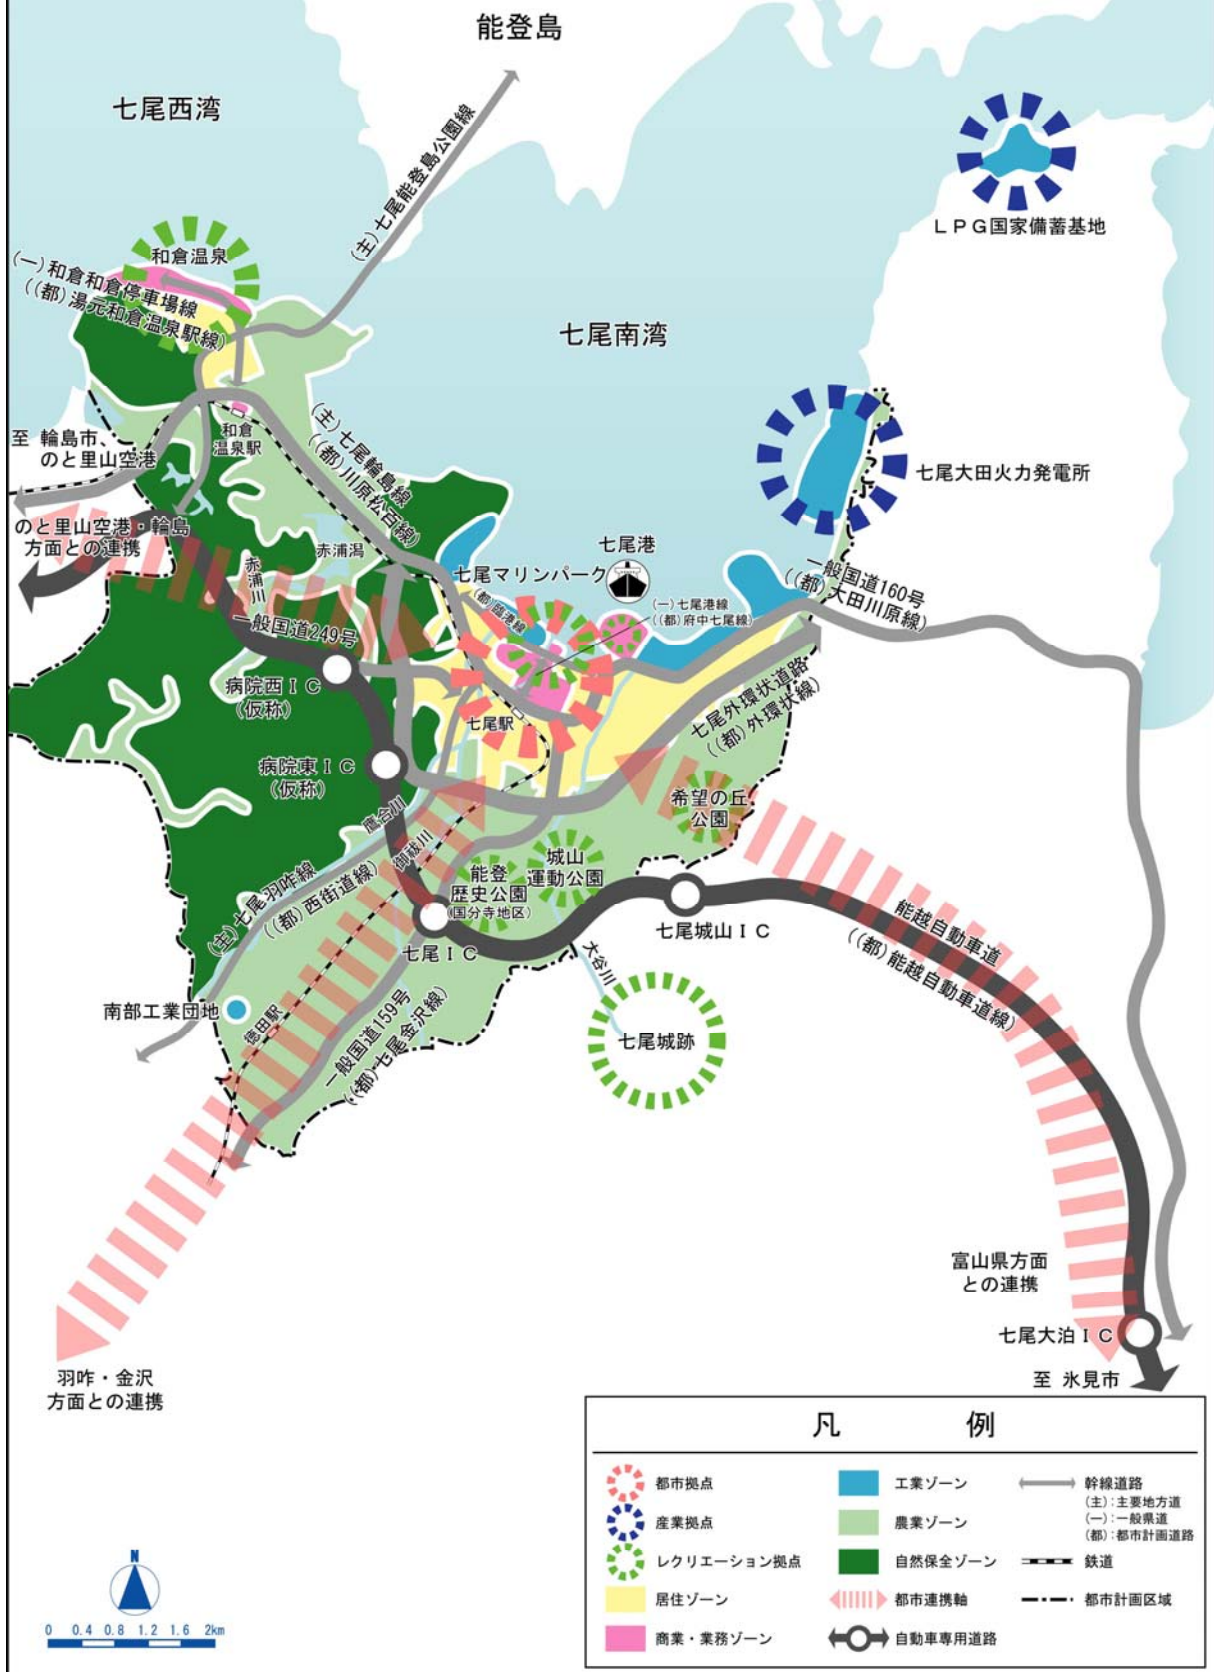 能登島
七尾西湾
(主)七尾能登島公園線
LPG国家備蓄基地
和倉温泉
(一)和倉和倉停車場線
((都)湯元和倉温泉駅線)
七尾南湾
和倉
温泉駅
至 輪島市、
のと里山空港
(主)七尾輪島線
((都)川原松百線)
七尾大田火力発電所
のと里山空港・輪島
方面との連携
赤浦潟
赤浦川
七尾港
七尾マリンパーク
(都)臨港線
(一)七尾港線
((都)府中七尾線)
一般国道160号
((都)大田川原線)
一般国道249号
病院西IC
(仮称)
七尾駅
七尾外環状道路
((都)外環状線)
病院東IC
(仮称)
鷹合川
御祓川
希望の丘
公園
城山
運動公園
能登
歴史公園
(国分寺地区)
(主)七尾羽咋線
((都)西街道線)
七尾IC
七尾城山IC
能越自動車道
((都)能越自動車道線)
大谷川
南部工業団地
徳田駅
一般国道159号
((都)七尾金沢線)
七尾城跡
富山県方面
との連携
七尾大泊IC
至 氷見市
羽咋・金沢
方面との連携
凡 例
都市拠点
工業ゾーン
幹線道路
(主):主要地方道
(一):一般県道
(都):都市計画道路
産業拠点
農業ゾーン
レクリエーション拠点
自然保全ゾーン
鉄道
居住ゾーン
都市連携軸
都市計画区域
商業・業務ゾーン
自動車専用道路
N
0 0.4 0.8 1.2 1.6 2km